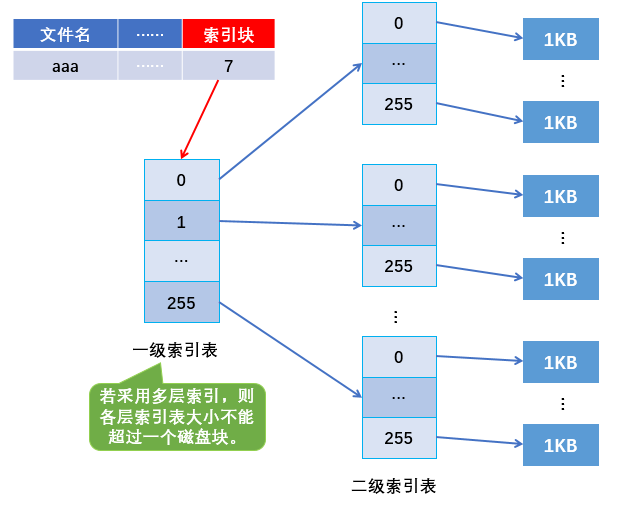 文件名 …… 索引块
aaa …… 7
0
1
…
255
一级索引表
若采用多层索引，则
各层索引表大小不能
超过一个磁盘块。
0
…
255
0
…
255
…
0
…
255
二级索引表
1KB
…
1KB
1KB
…
1KB
1KB
…
1KB